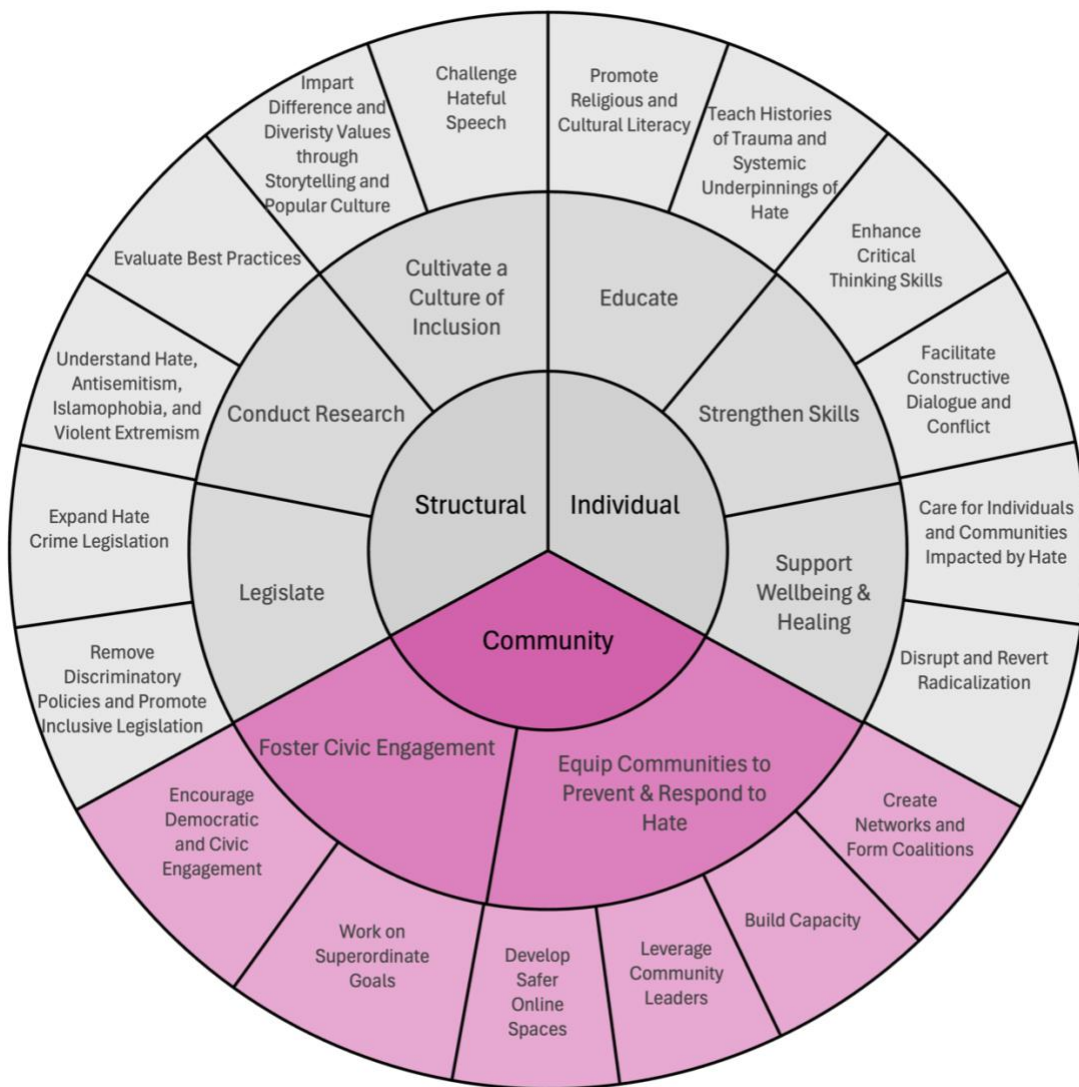 Structural
Individual
Community
Cultivate a
Culture of
Inclusion
Educate
Strengthen Skills
Support
Wellbeing &
Healing
Equip Communities to
Prevent & Respond to
Hate
Foster Civic Engagement
Legislate
Conduct Research
Impart
Difference and
Diveristy Values
through
Storytelling and
Popular Culture
Challenge
Hateful
Speech
Promote
Religious and
Cultural Literacy
Teach Histories
of Trauma and
Systemic
Underpinnings of
Hate
Enhance
Critical
Thinking Skills
Facilitate
Constructive
Dialogue and
Conflict
Care for Individuals
and Communities
Impacted by Hate
Disrupt and Revert
Radicalization
Create
Networks and
Form Coalitions
Build Capacity
Leverage
Community
Leaders
Develop
Safer
Online
Spaces
Work on
Superordinate
Goals
Encourage
Democratic
and Civic
Engagement
Remove
Discriminatory
Policies and Promote
Inclusive Legislation
Expand Hate
Crime Legislation
Understand Hate,
Antisemitism,
Islamophobia, and
Violent Extremism
Evaluate Best Practices